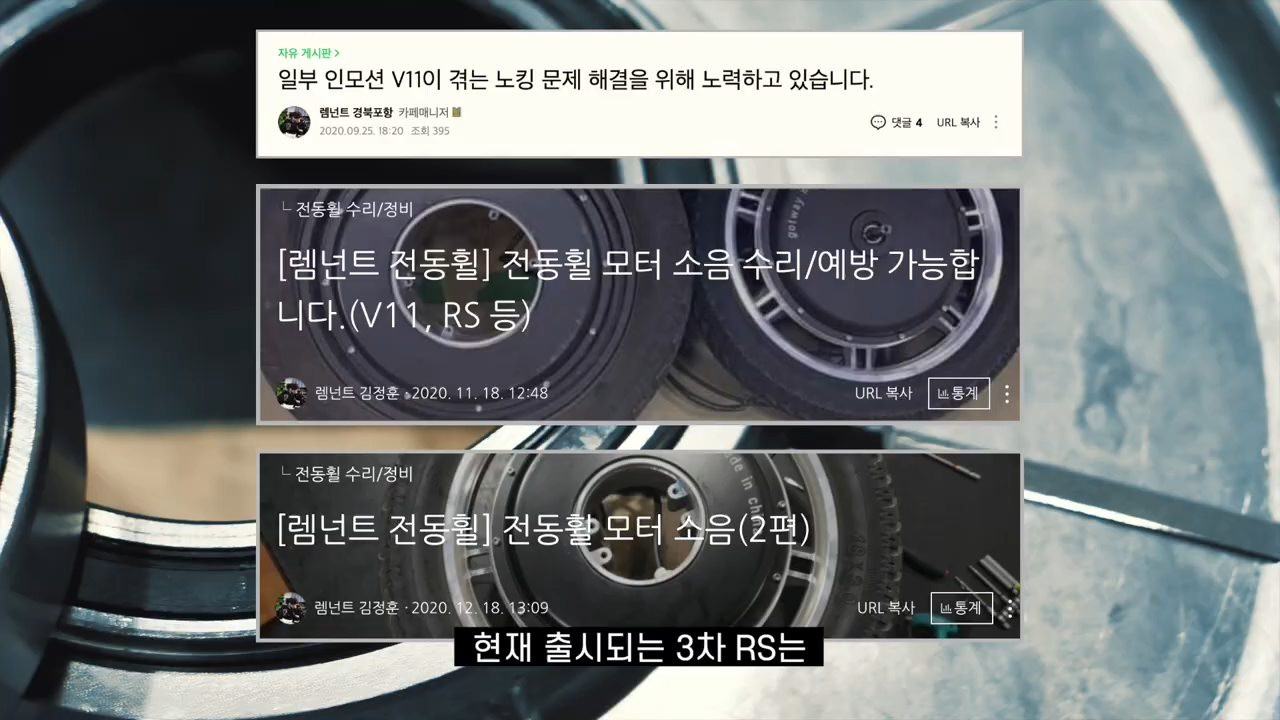 자유 게시판 >
일부 인모션 V11이 겪는 노킹 문제 해결을 위해 노력하고 있습니다.
렘넌트 경북포항 카페매니저
2020.09.25. 18:20 조회 395
댓글 4 URL 복사
└ 전동휠 수리/정비
gotway
[렘넌트 전동휠] 전동휠 모터 소음 수리/예방 가능합
니다.(V11, RS 등)
렘넌트 김정훈 · 2020. 11. 18. 12:48
URL 복사 통계
└ 전동휠 수리/정비
made in china
[렘넌트 전동휠] 전동휠 모터 소음(2편)
렘넌트 김정훈 · 2020. 12. 18. 13:09
URL 복사 통계
현재 출시되는 3차 RS는